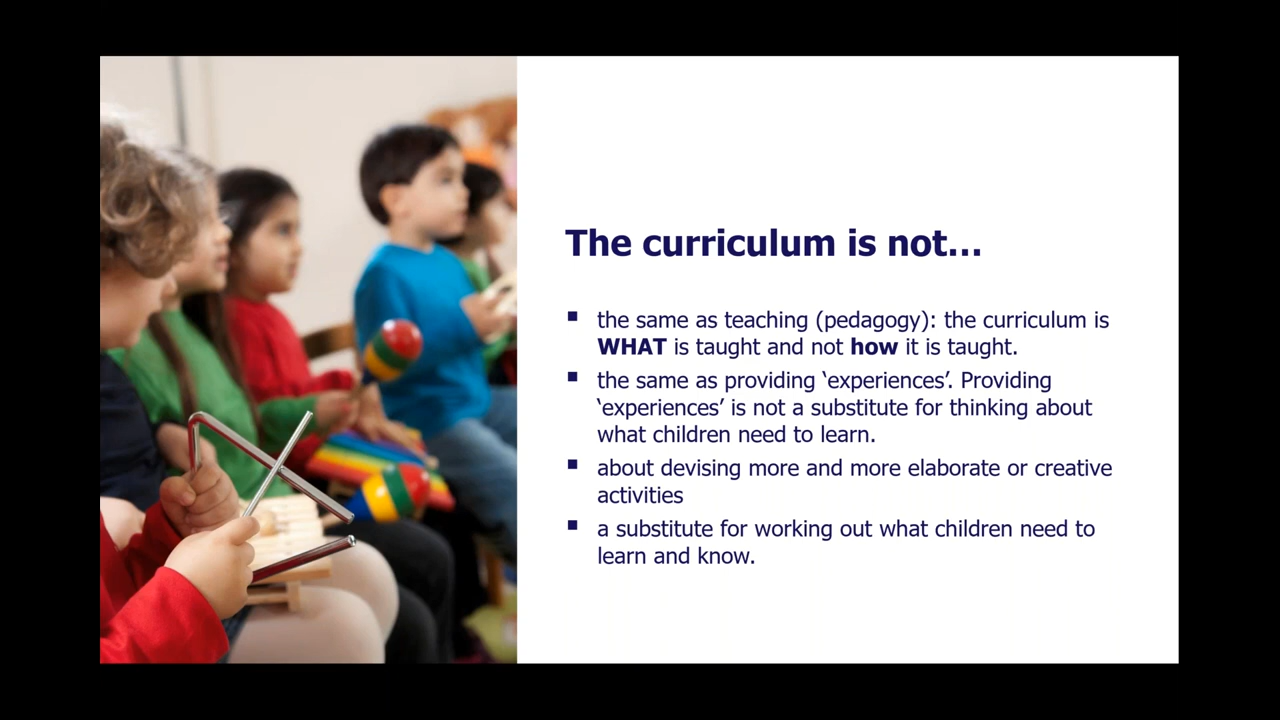 The curriculum is not...
▪ the same as teaching (pedagogy): the curriculum is
WHAT is taught and not how it is taught.
▪ the same as providing ‘experiences’. Providing
‘experiences’ is not a substitute for thinking about
what children need to learn.
▪ about devising more and more elaborate or creative
activities
▪ a substitute for working out what children need to
learn and know.